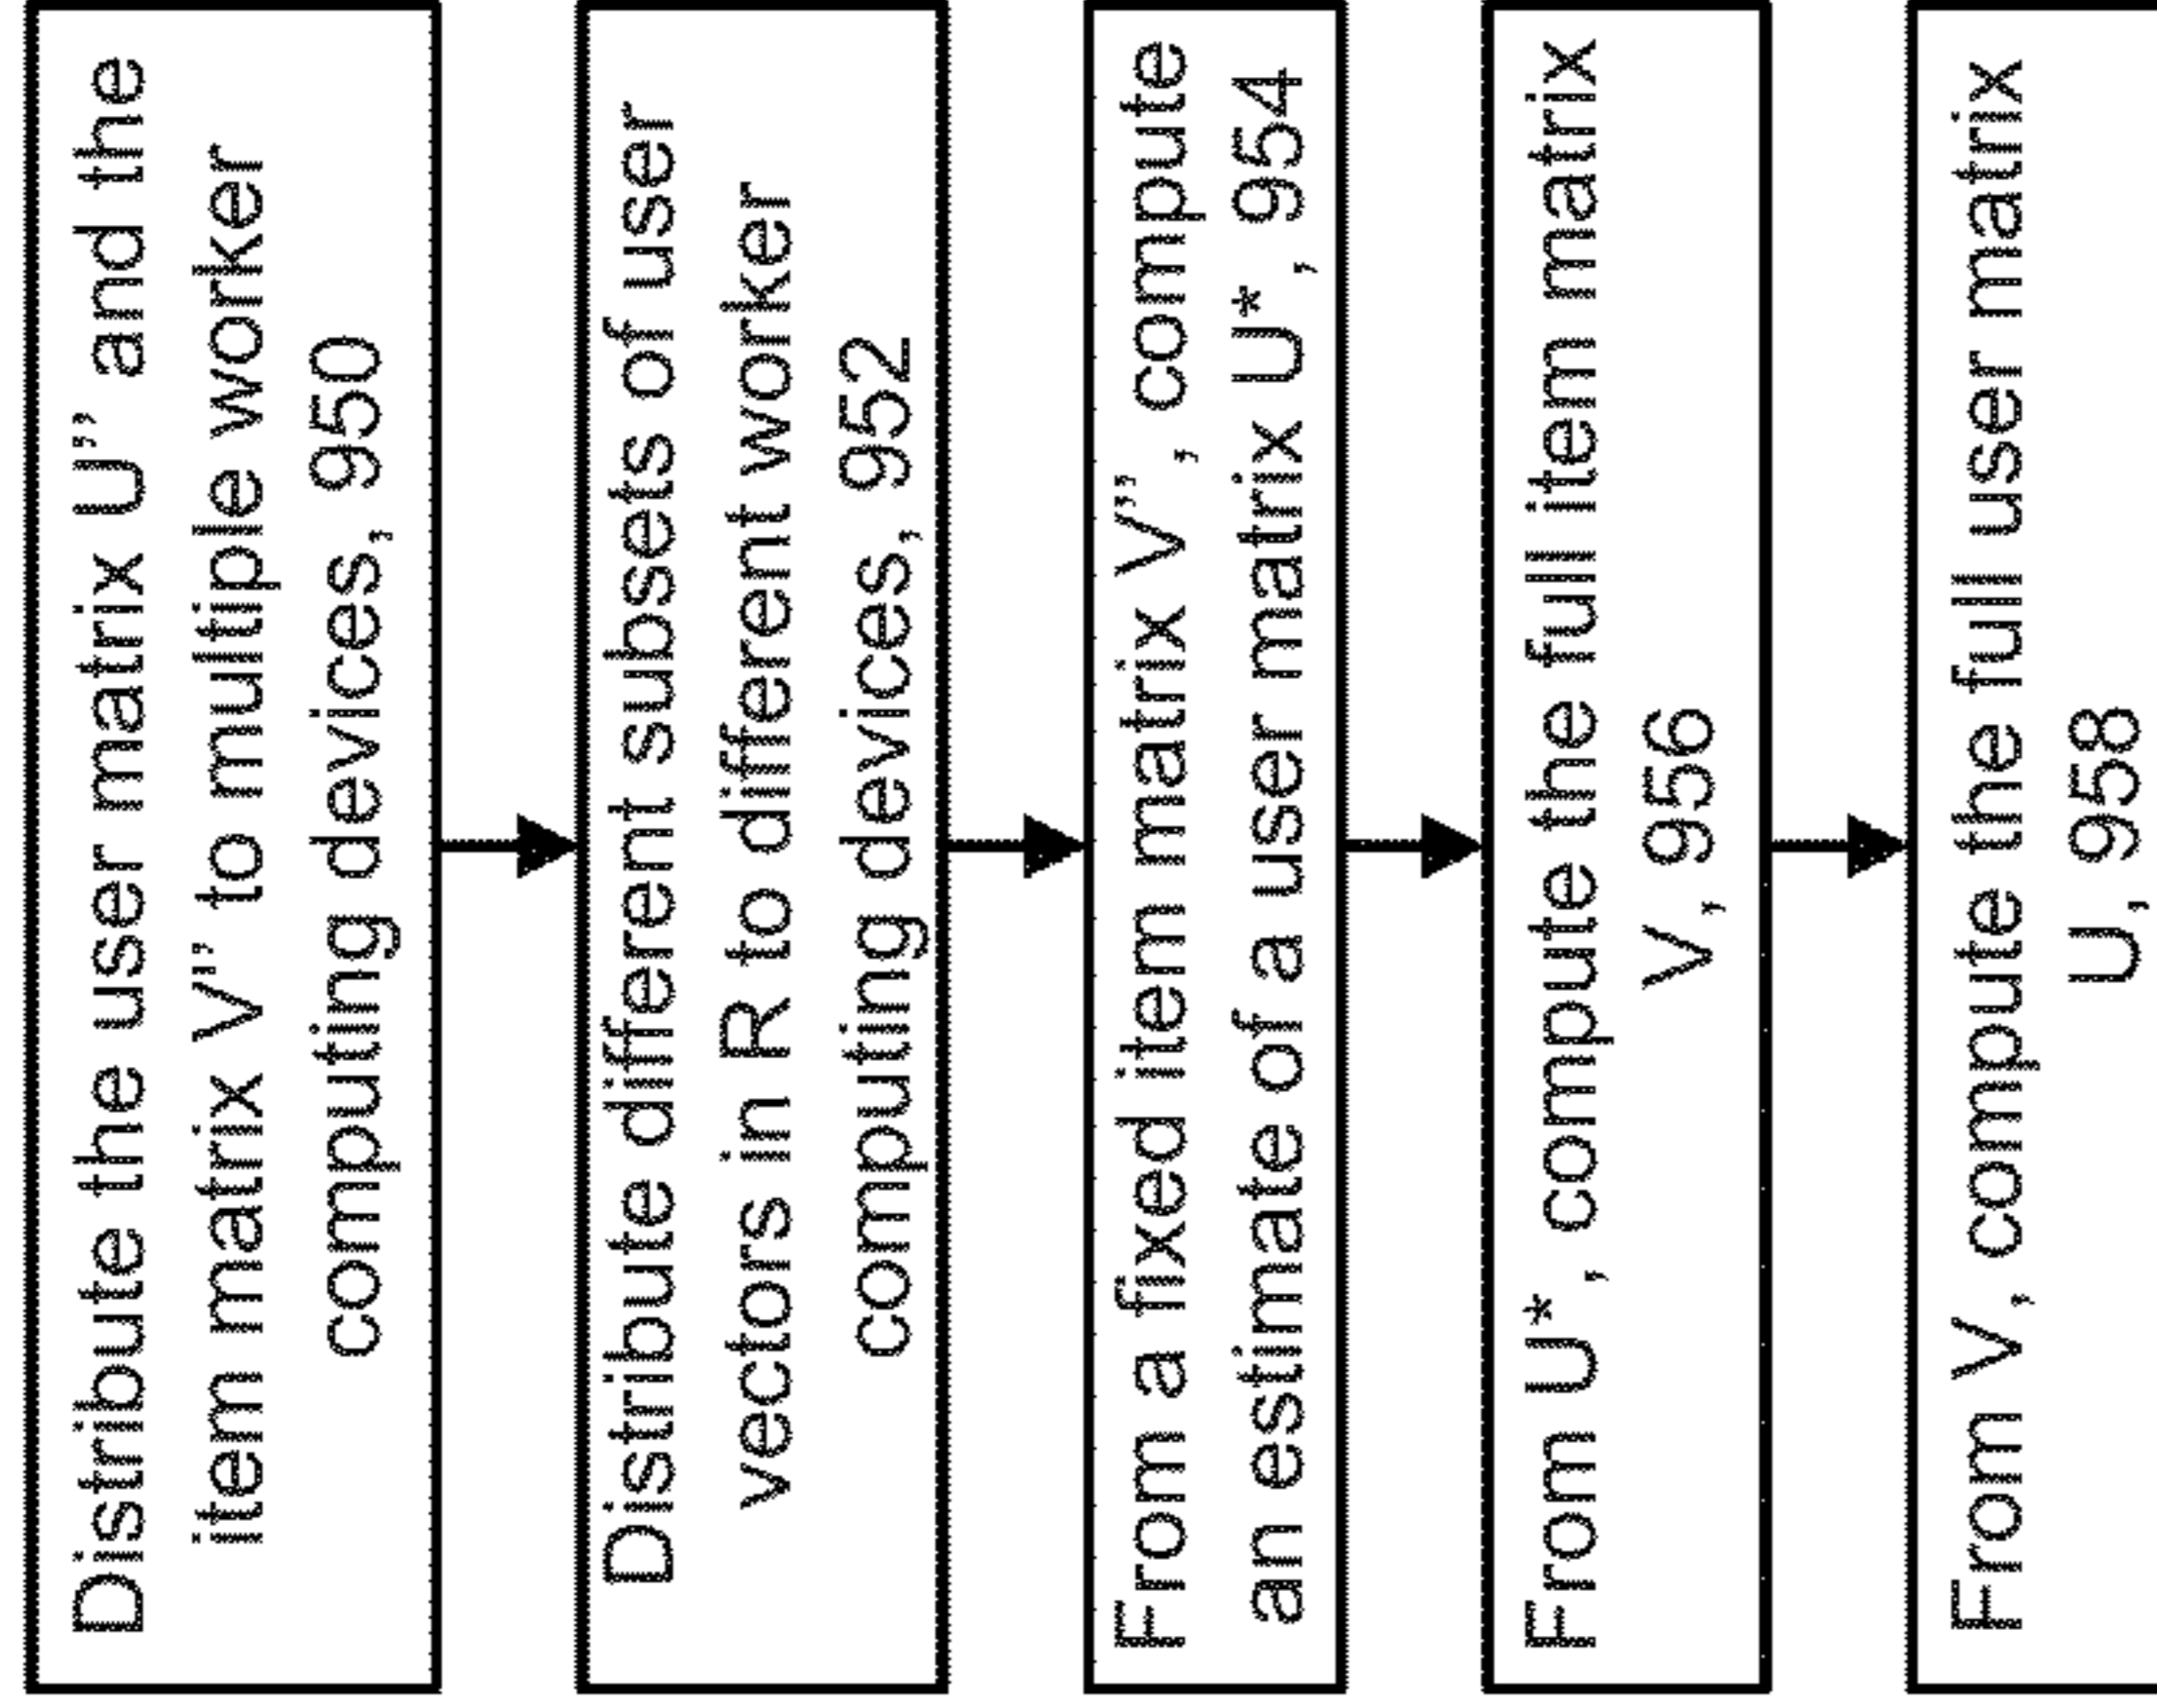 Distribute the user matrix U” and the
item matrix V” to multiple worker
computing devices, 950
Distribute different subsets of user
vectors in R to different worker
computing devices, 952
From a fixed item matrix V”, compute
an estimate of a user matrix U*, 954
From U*, compute the full item matrix
V, 956
From V, compute the full user matrix
U, 958